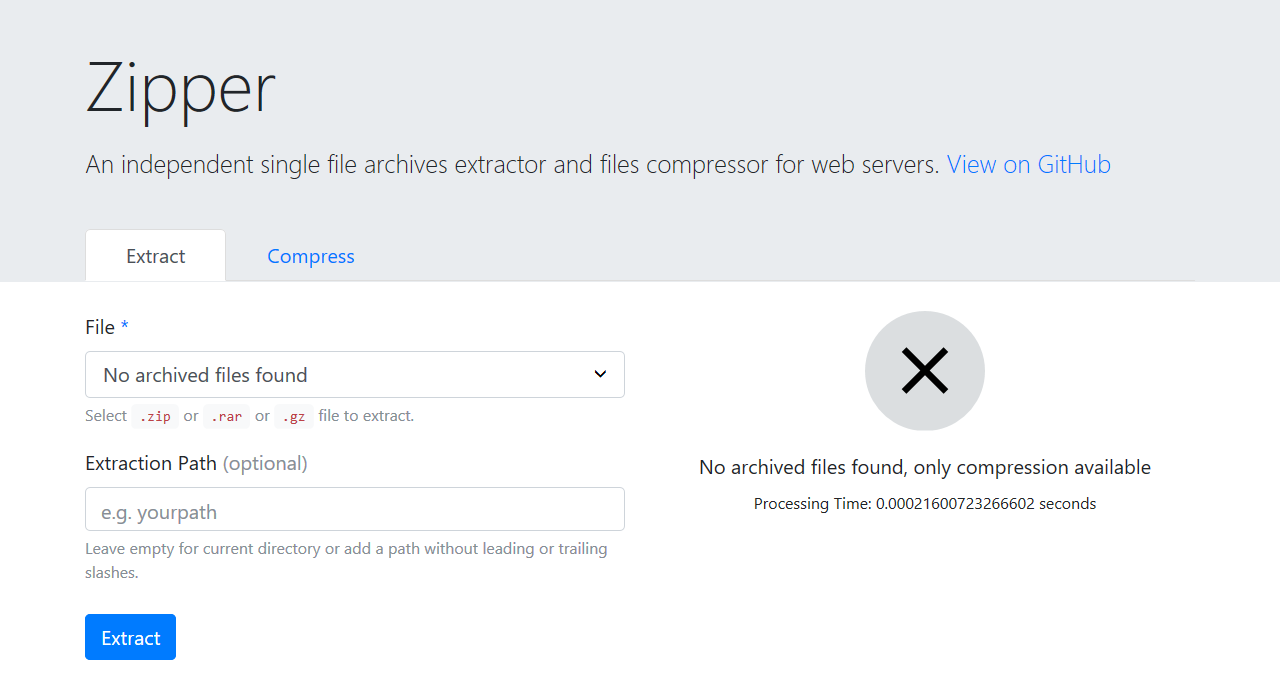 Zipper
An independent single file archives extractor and files compressor for web servers. View on GitHub
Extract
Compress
File *
No archived files found
Select .zip or .rar or .gz file to extract.
Extraction Path (optional)
e.g. yourpath
Leave empty for current directory or add a path without leading or trailing
slashes.
Extract
No archived files found, only compression available
Processing Time: 0.00021600723266602 seconds